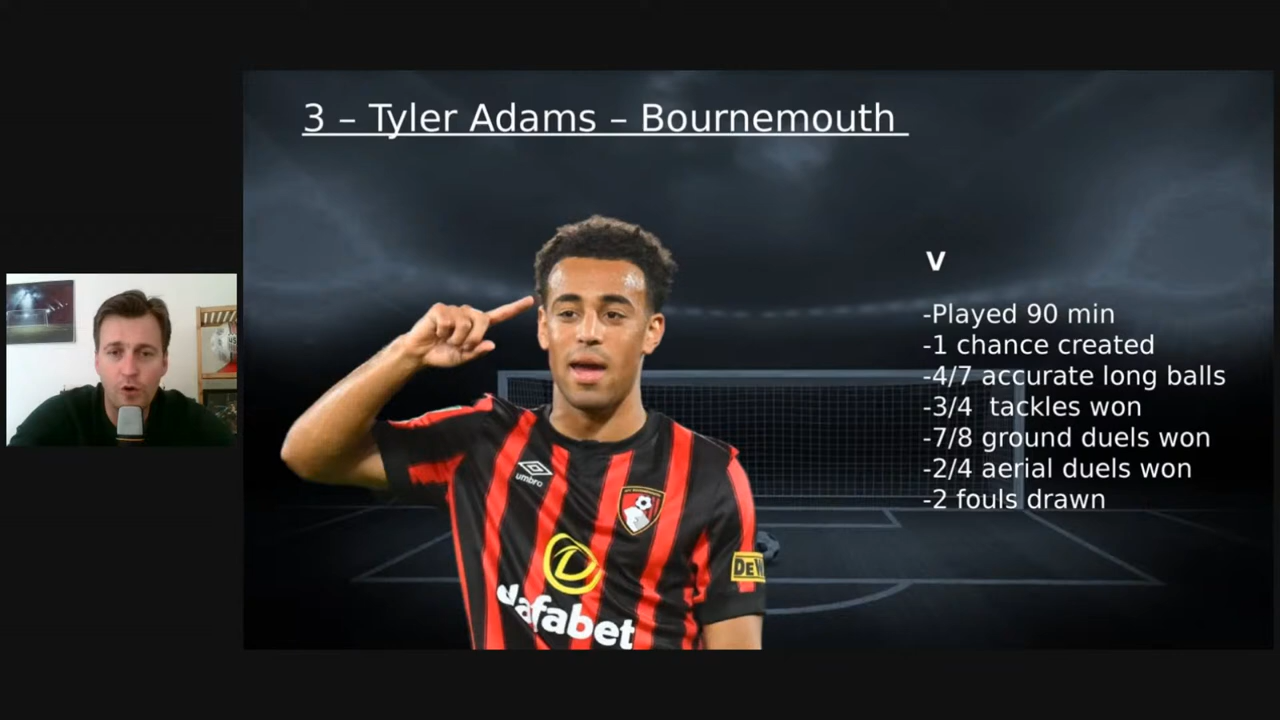 3 – Tyler Adams – Bournemouth
v
-Played 90 min
-1 chance created
-4/7 accurate long balls
-3/4  tackles won
-7/8 ground duels won
-2/4 aerial duels won
-2 fouls drawn
umbro
dafabet